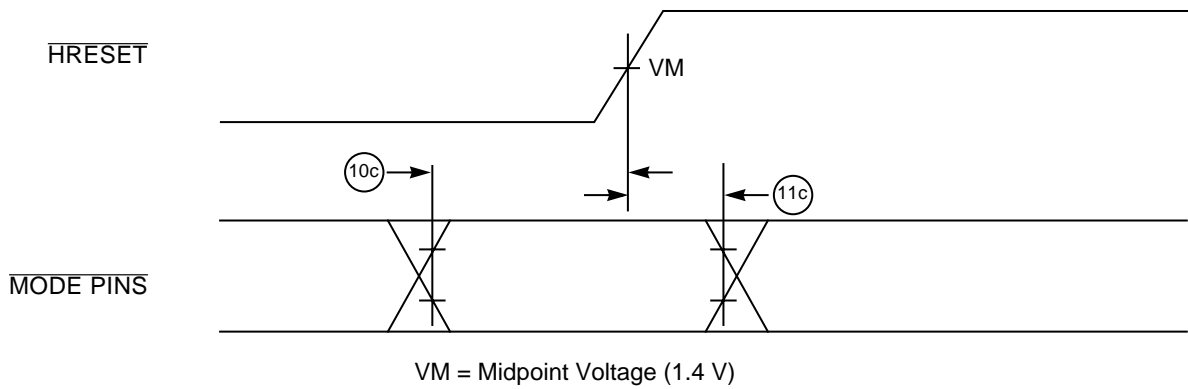 HRESET
VM
10c
11c
MODE PINS
VM = Midpoint Voltage (1.4 V)